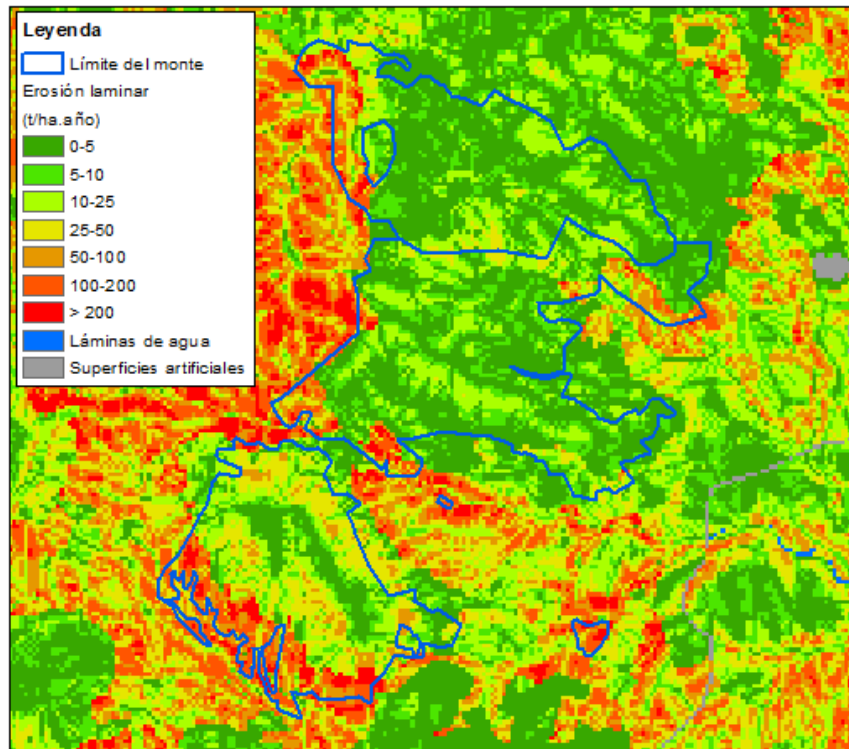 Leyenda
Límite del monte
Erosión laminar
(t/ha.año)
0-5
5-10
10-25
25-50
50-100
100-200
> 200
Láminas de agua
Superficies artificiales